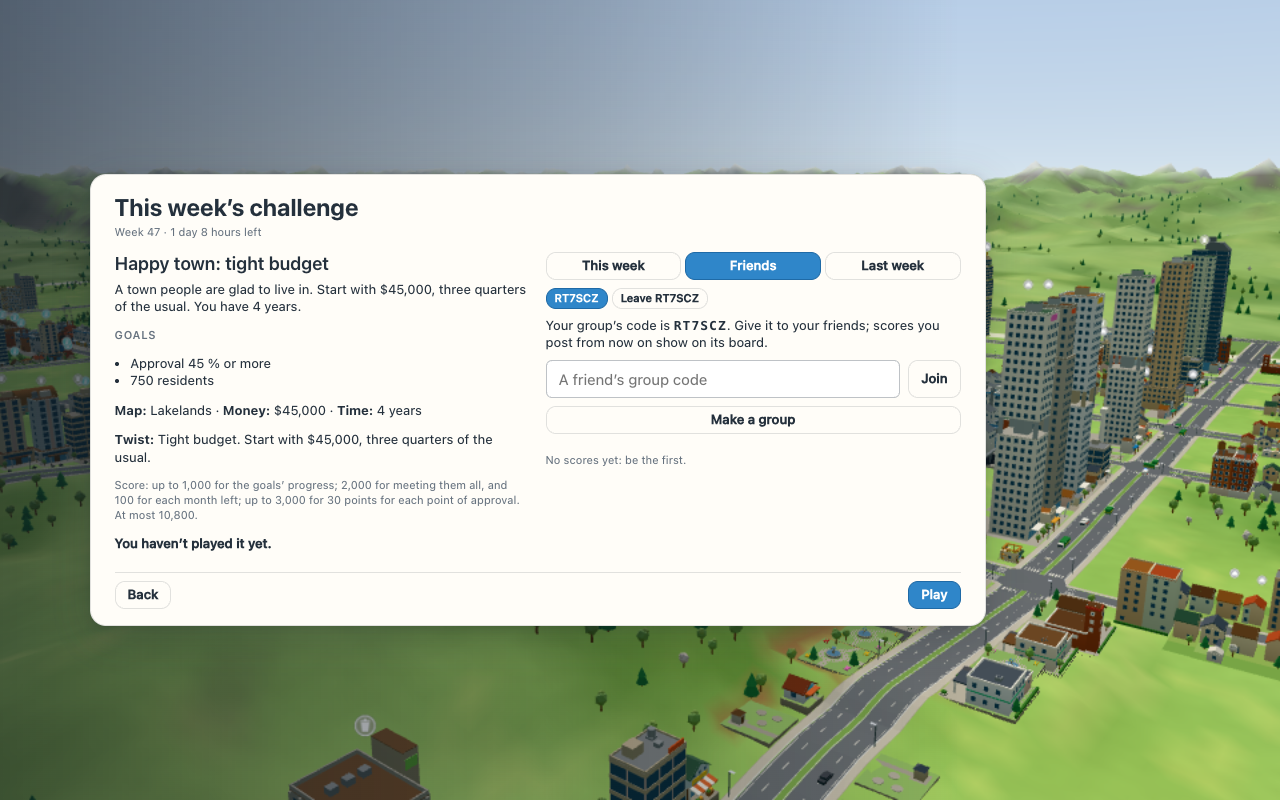 This week’s challenge
Week 47 · 1 day 8 hours left
Happy town: tight budget
A town people are glad to live in. Start with $45,000, three quarters
of the usual. You have 4 years.
GOALS
• Approval 45 % or more
• 750 residents
Map: Lakelands · Money: $45,000 · Time: 4 years
Twist: Tight budget. Start with $45,000, three quarters of the
usual.
Score: up to 1,000 for the goals’ progress; 2,000 for meeting them all, and
100 for each month left; up to 3,000 for 30 points for each point of approval.
At most 10,800.
You haven’t played it yet.
This week
Friends
Last week
RT7SCZ
Leave RT7SCZ
Your group’s code is RT7SCZ. Give it to your friends; scores you
post from now on show on its board.
A friend’s group code
Join
Make a group
No scores yet: be the first.
Back
Play